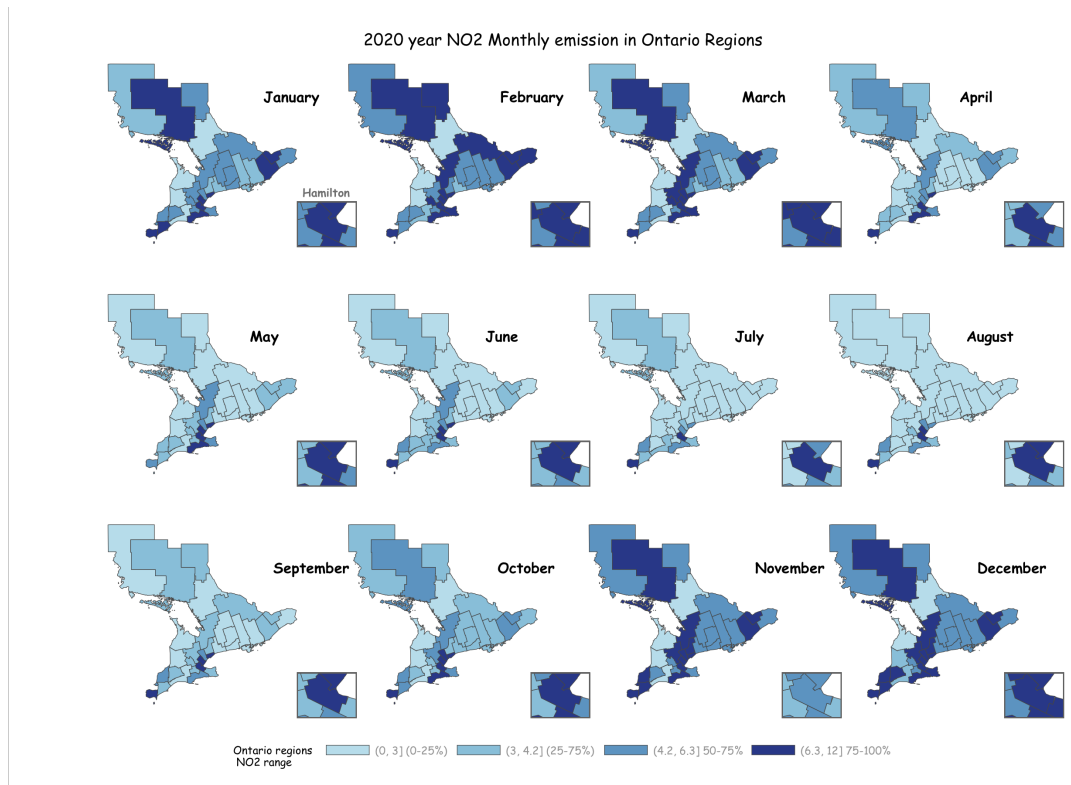 2020 year NO2 Monthly emission in Ontario Regions
January
February
March
April
Hamilton
May
June
July
August
September
October
November
December
Ontario regions
NO2 range
(0, 3] (0-25%)
(3, 4.2] (25-75%)
(4.2, 6.3] 50-75%
(6.3, 12] 75-100%